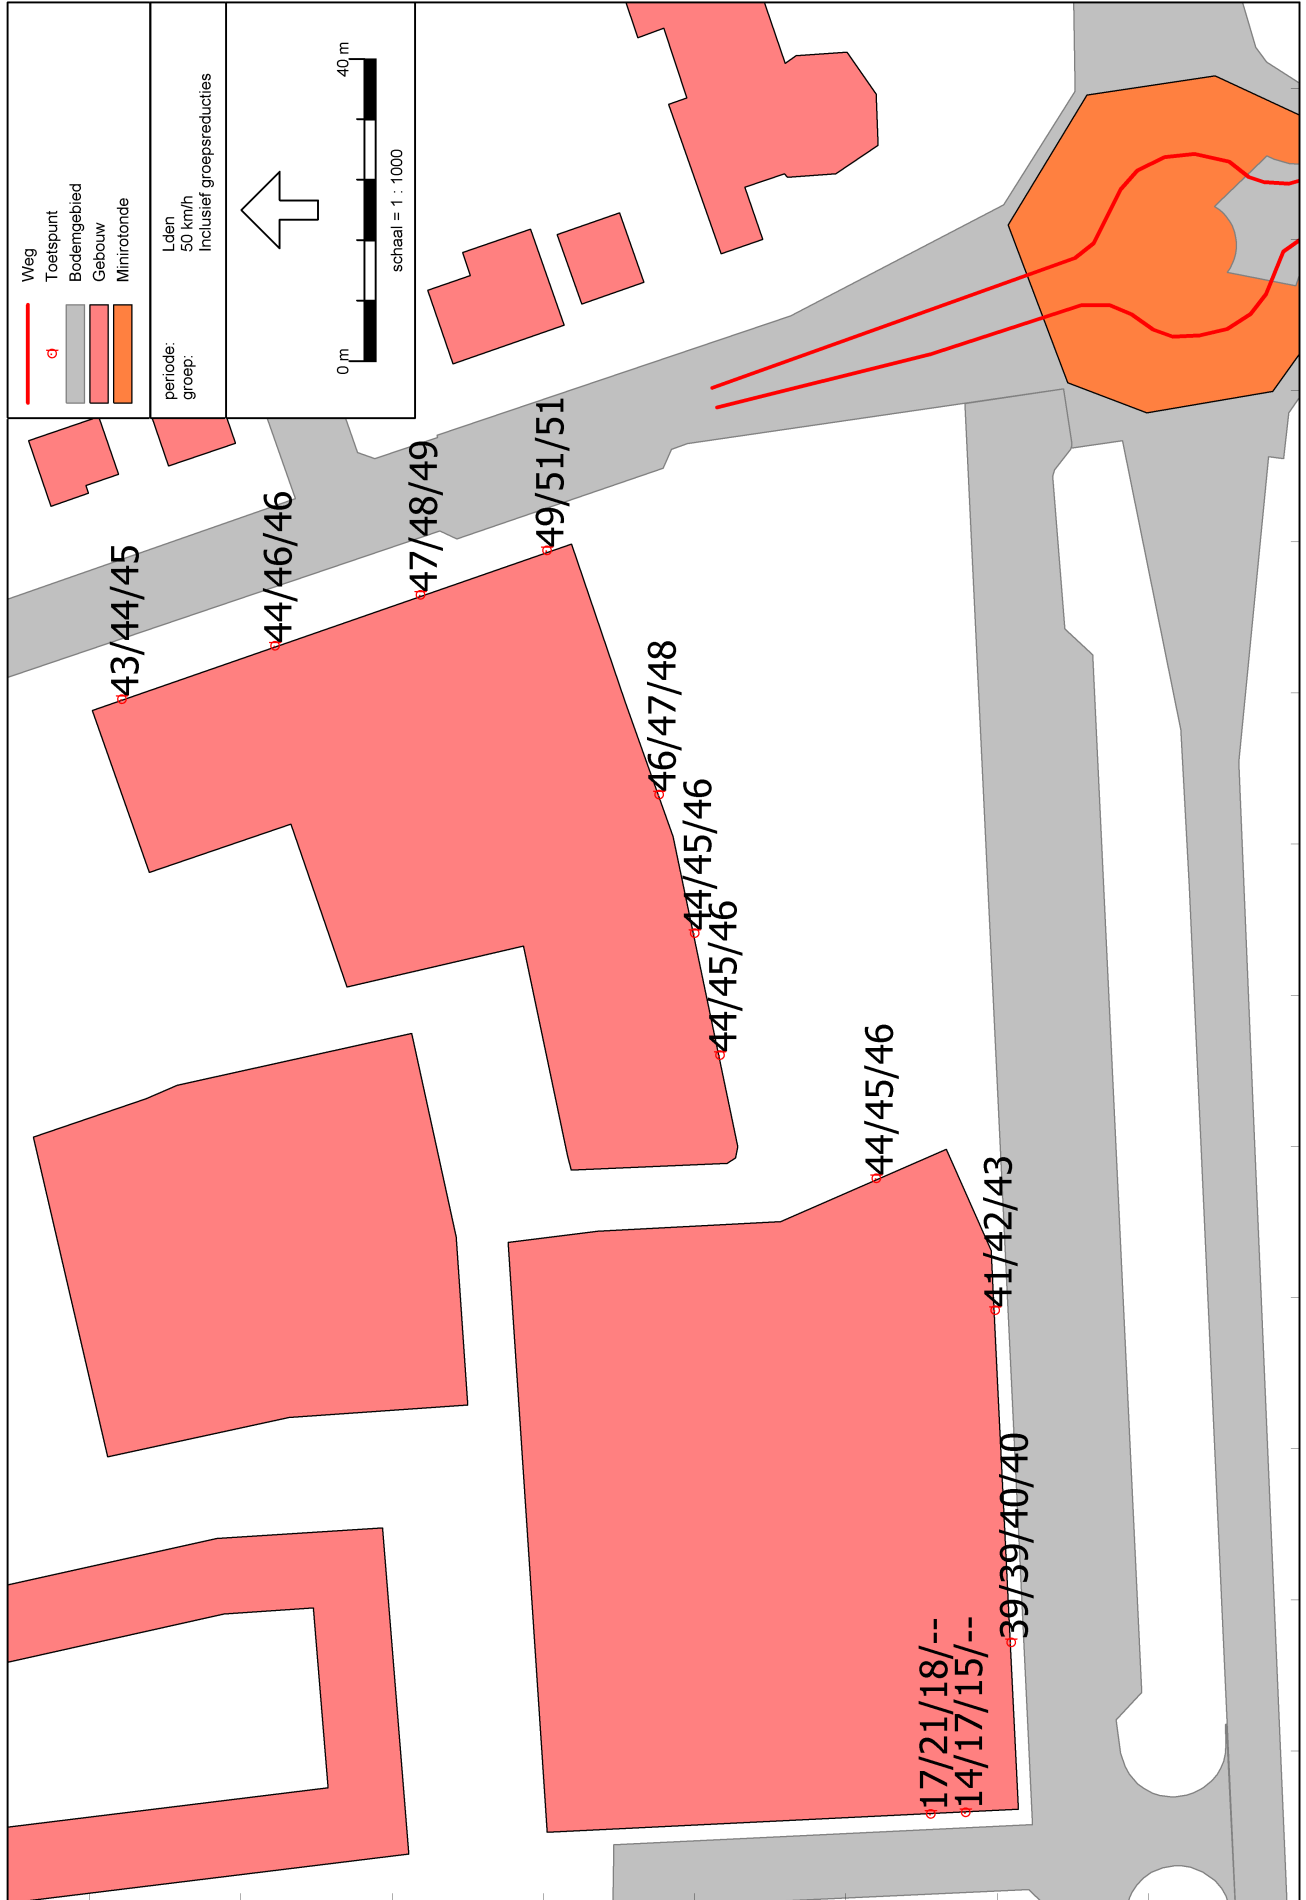 Weg
Toetspunt
Bodemgebied
Gebouw
Minirotonde
periode: Lden
groep: 50 km/h
Inclusief groepsreducties
0 m 40 m
schaal = 1 : 1000
43/44/45
44/46/46
47/48/49
49/51/51
46/47/48
44/45/46
44/45/46
44/45/46
41/42/43
39/39/40/40
17/21/18/--
14/17/15/--